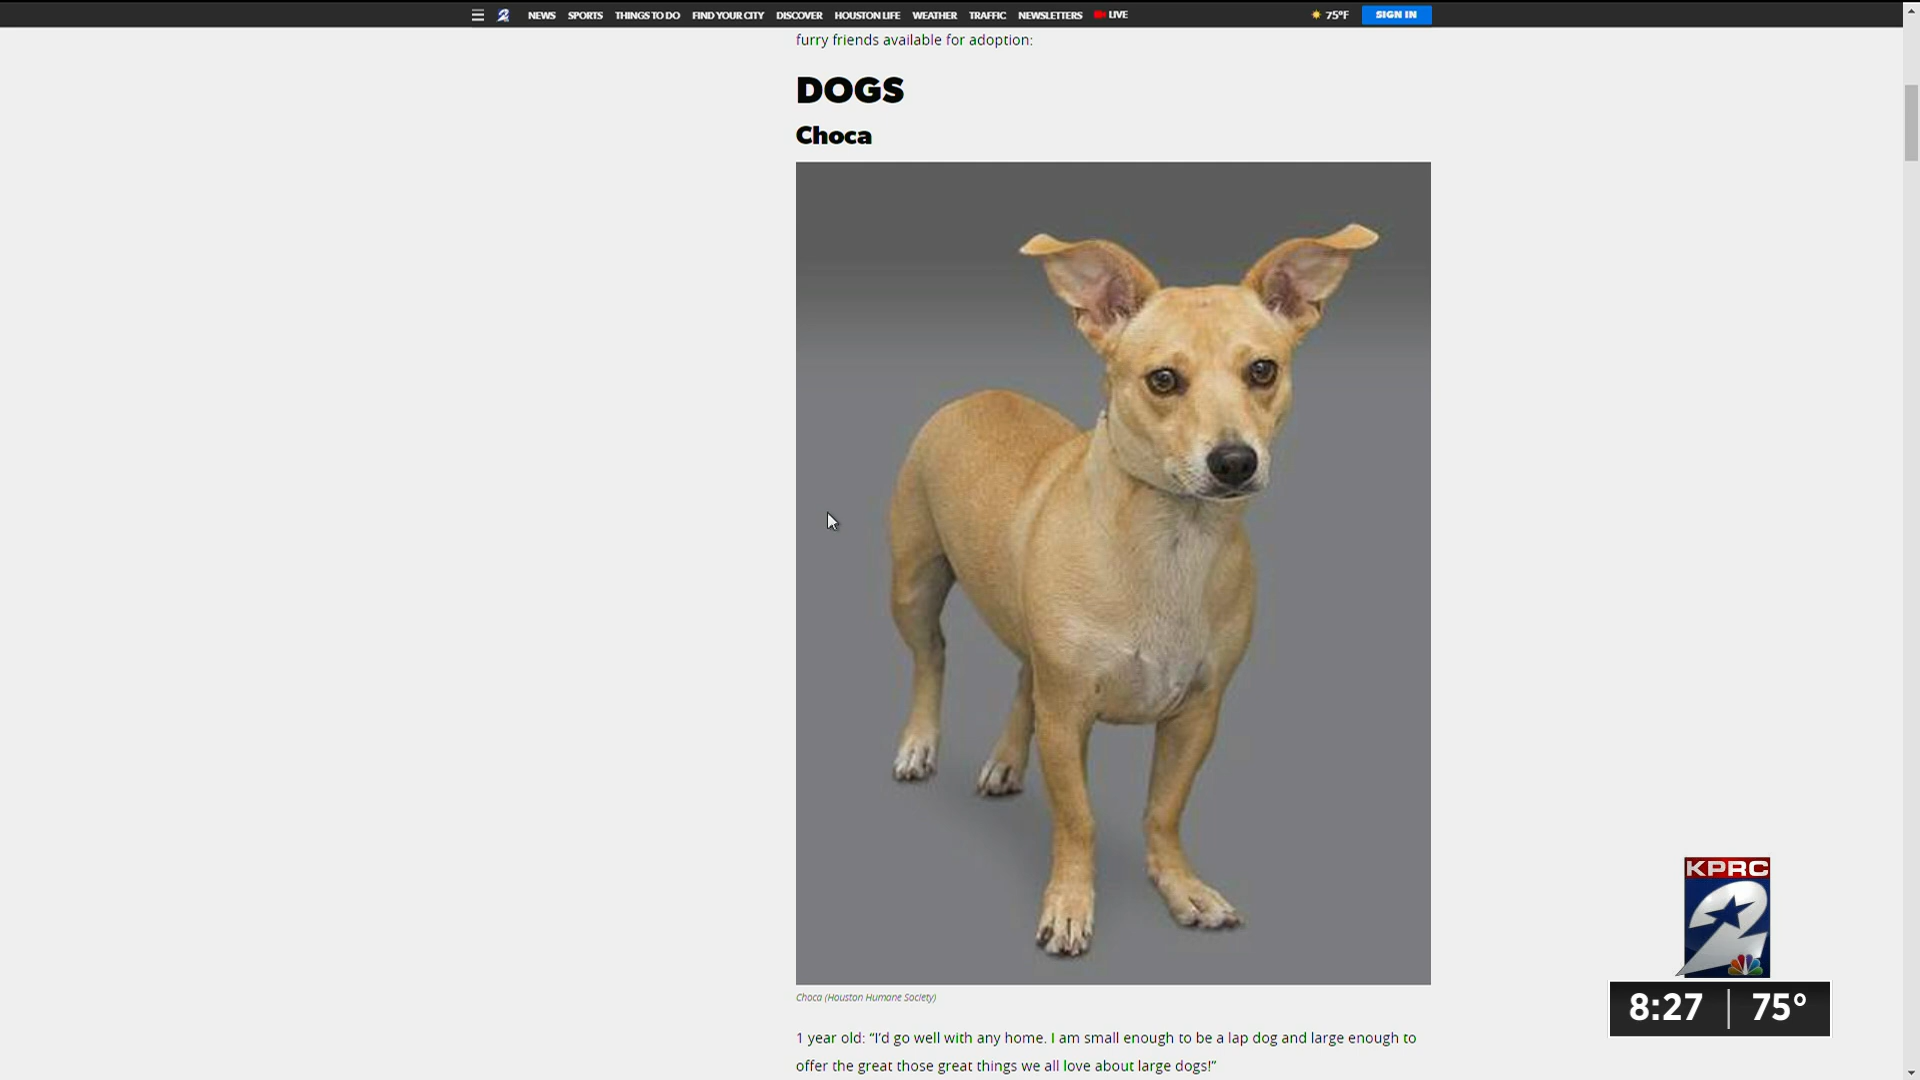 NEWS SPORTS THINGS TO DO FIND YOUR CITY DISCOVER HOUSTON LIFE WEATHER TRAFFIC NEWSLETTERS LIVE 75°F SIGN IN
furry friends available for adoption:
DOGS
Choca
Choca (Houston Humane Society)
1 year old: “I’d go well with any home. I am small enough to be a lap dog and large enough to
offer the great those great things we all love about large dogs!”
KPRC
2
8:27 75°